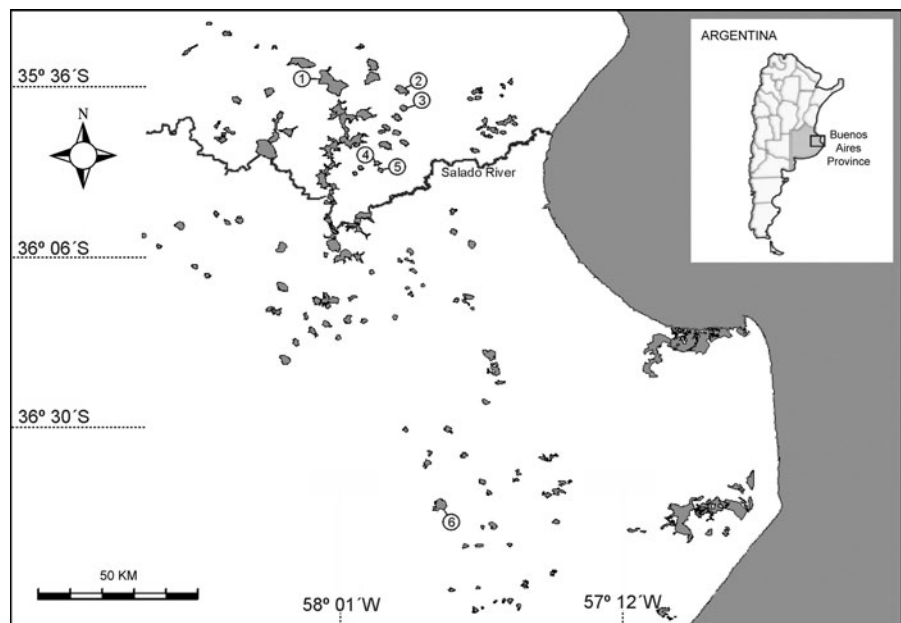 ARGENTINA
Buenos
Aires
Province
35º 36´S
1
2
3
N
4
5
Salado River
36º 06´S
36º 30´S
6
50 KM
58º 01´W
57º 12´W